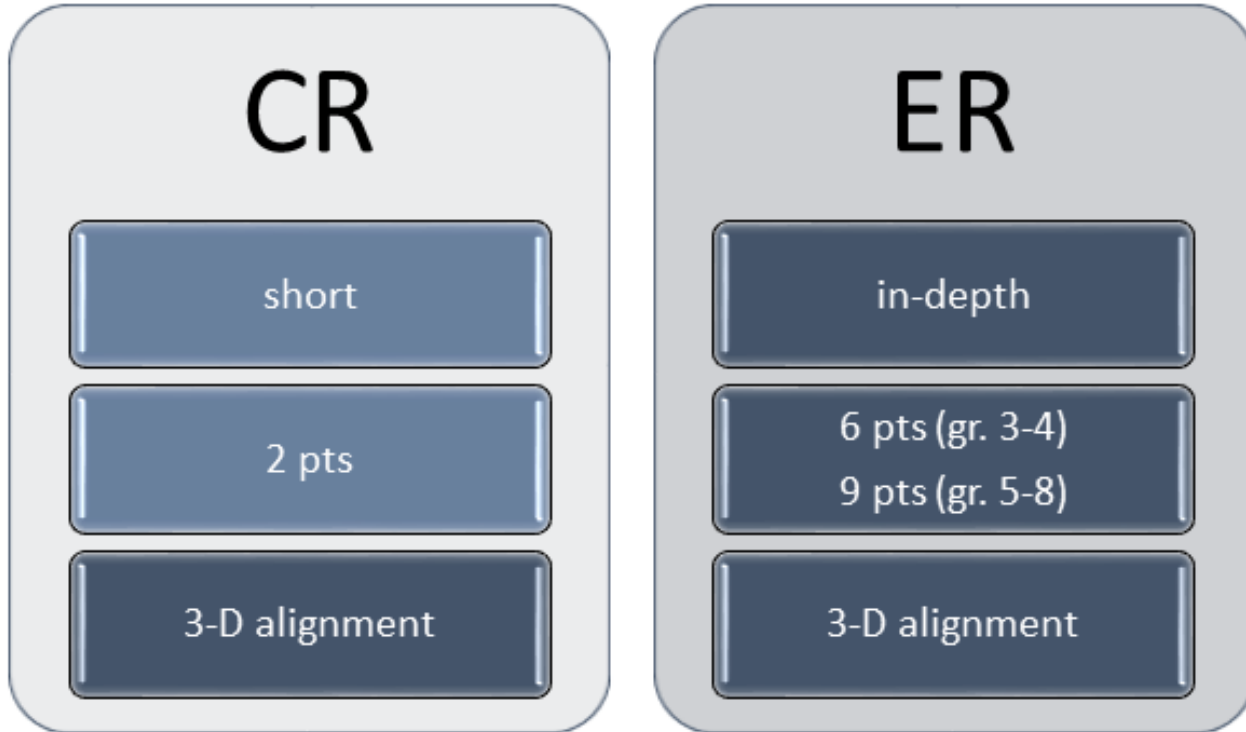 CR
short
2 pts
3-D alignment
ER
in-depth
6 pts (gr. 3-4)
9 pts (gr. 5-8)
3-D alignment